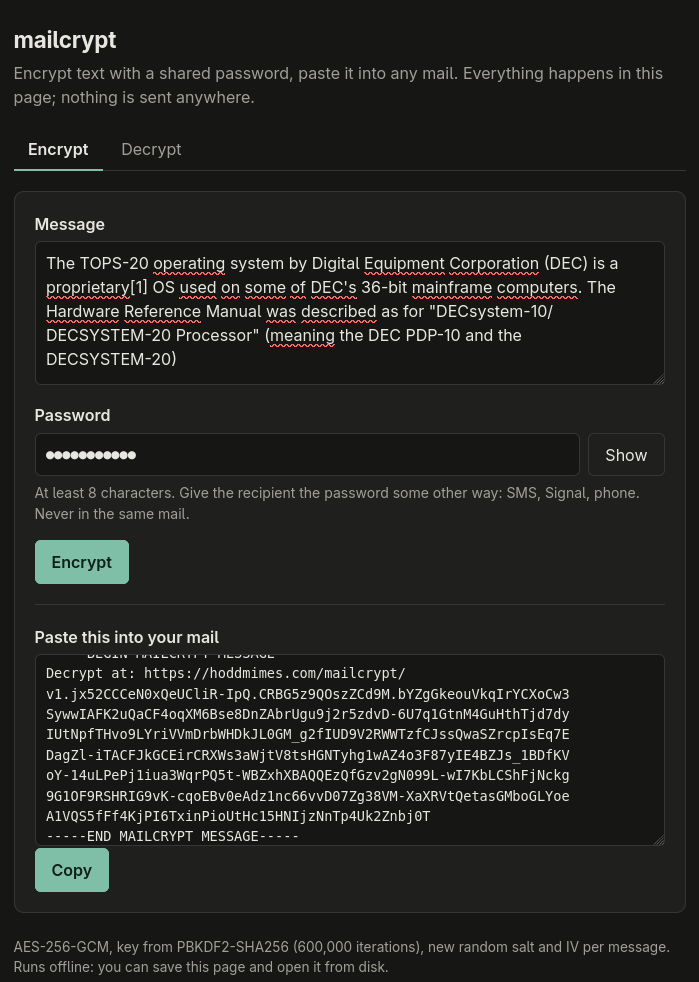 mailcrypt
Encrypt text with a shared password, paste it into any mail. Everything happens in this
page; nothing is sent anywhere.
Encrypt Decrypt
Message
The TOPS-20 operating system by Digital Equipment Corporation (DEC) is a
proprietary[1] OS used on some of DEC's 36-bit mainframe computers. The
Hardware Reference Manual was described as for "DECsystem-10/
DECSYSTEM-20 Processor" (meaning the DEC PDP-10 and the
DECSYSTEM-20)
Password
●●●●●●●●●●●
Show
At least 8 characters. Give the recipient the password some other way: SMS, Signal, phone.
Never in the same mail.
Encrypt
Paste this into your mail
-----BEGIN MAILCRYPT MESSAGE-----
Decrypt at: https://hoddmimes.com/mailcrypt/
v1.jx52CCCeN0xQeUCliR-IpQ.CRBG5z9QOszZCd9M.bYZgGkeouVkqIrYCXoCw3
SywwIAFK2uQaCF4oqXM6Bse8DnZAbrUgu9j2r5zdvD-6U7q1GtnM4GuHthTjd7dy
IUtNpfTHvo9LYriVVmDrbWHDkJL0GM_g2fIUD9V2RWWTzfCJssQwaSZrcpIsEq7E
DagZl-iTACFJkGCEirCRXWs3aWjtV8tsHGNTyhg1wAZ4o3F87yIE4BZJs_1BDfKV
oY-14uLPePj1iua3WqrPQ5t-WBZxhXBAQQEzQfGzv2gN099L-wI7KbLCShFjNckg
9G1OF9RSHRIG9vK-cqoEBv0eAdz1nc66vvD07Zg38VM-XaXRVtQetasGMboGLYoe
A1VQS5fFf4KjPI6TxinPioUtHc15HNIjzNnTp4Uk2Znbj0T
-----END MAILCRYPT MESSAGE-----
Copy
AES-256-GCM, key from PBKDF2-SHA256 (600,000 iterations), new random salt and IV per message.
Runs offline: you can save this page and open it from disk.